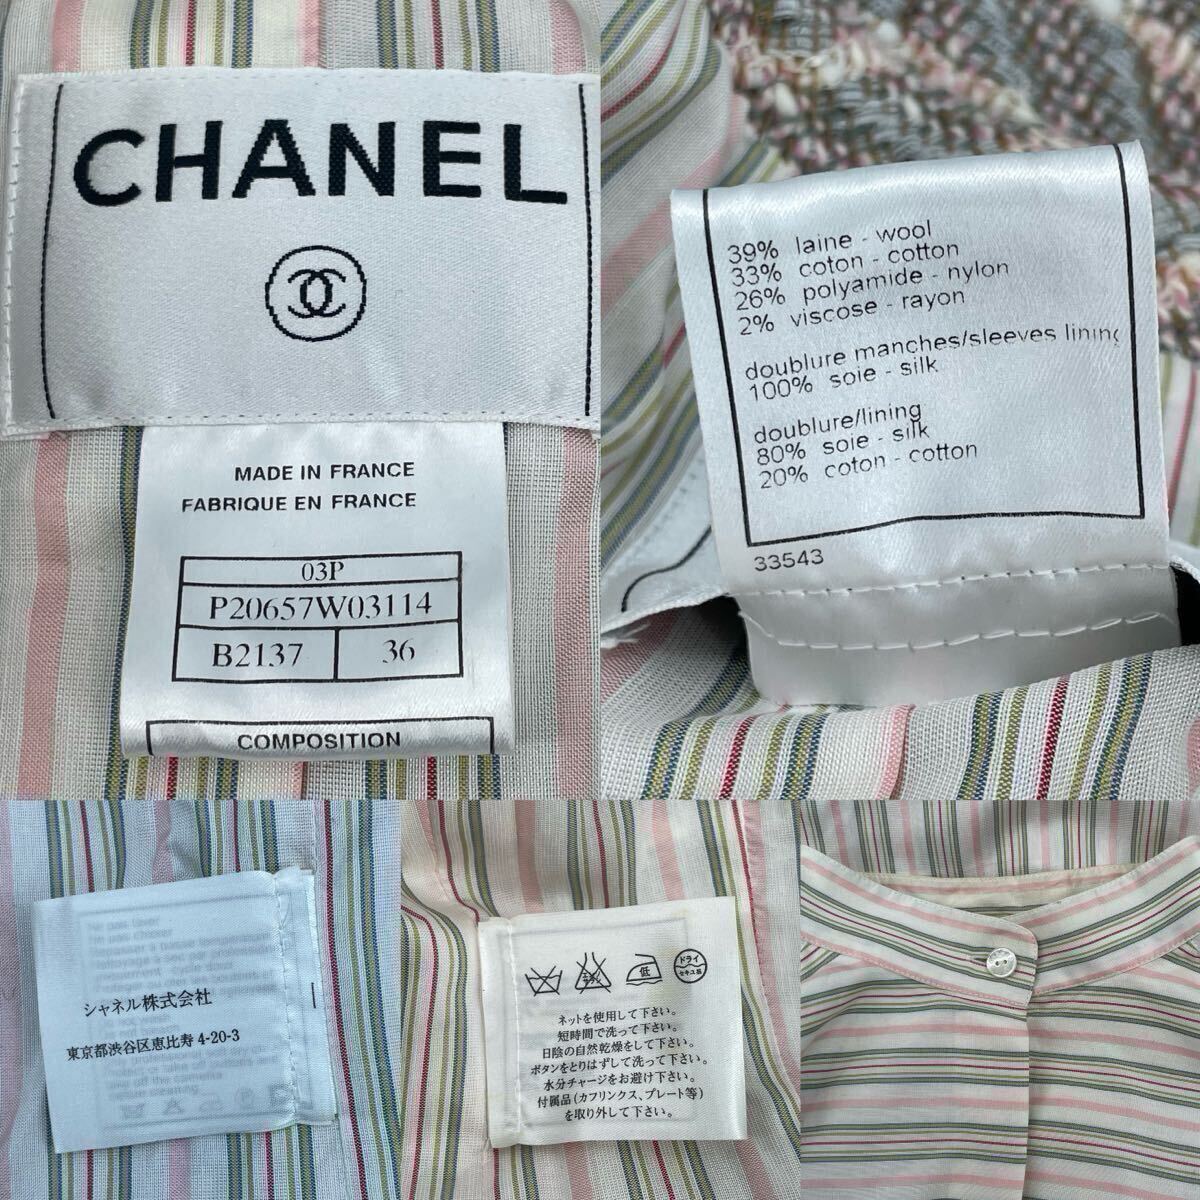 CHANEL
MADE IN FRANCE
FABRIQUE EN FRANCE
03P
P20657W03114
B2137 36
COMPOSITION
39% laine - wool
33% coton - cotton
26% polyamide - nylon
2% viscose - rayon
doublure manches/sleeves lining
100% soie - silk
doublure/lining
80% soie - silk
20% coton - cotton
33543
シャネル株式会社
東京都渋谷区恵比寿 4-20-3
低
ドライ
セキユ系
ネットを使用して下さい。
短時間で洗って下さい。
日陰の自然乾燥をして下さい。
ボタンをとりはずして洗って下さい。
水分チャージをお避け下さい。
付属品(カフリンクス、プレート等)
を取り外して下さい。